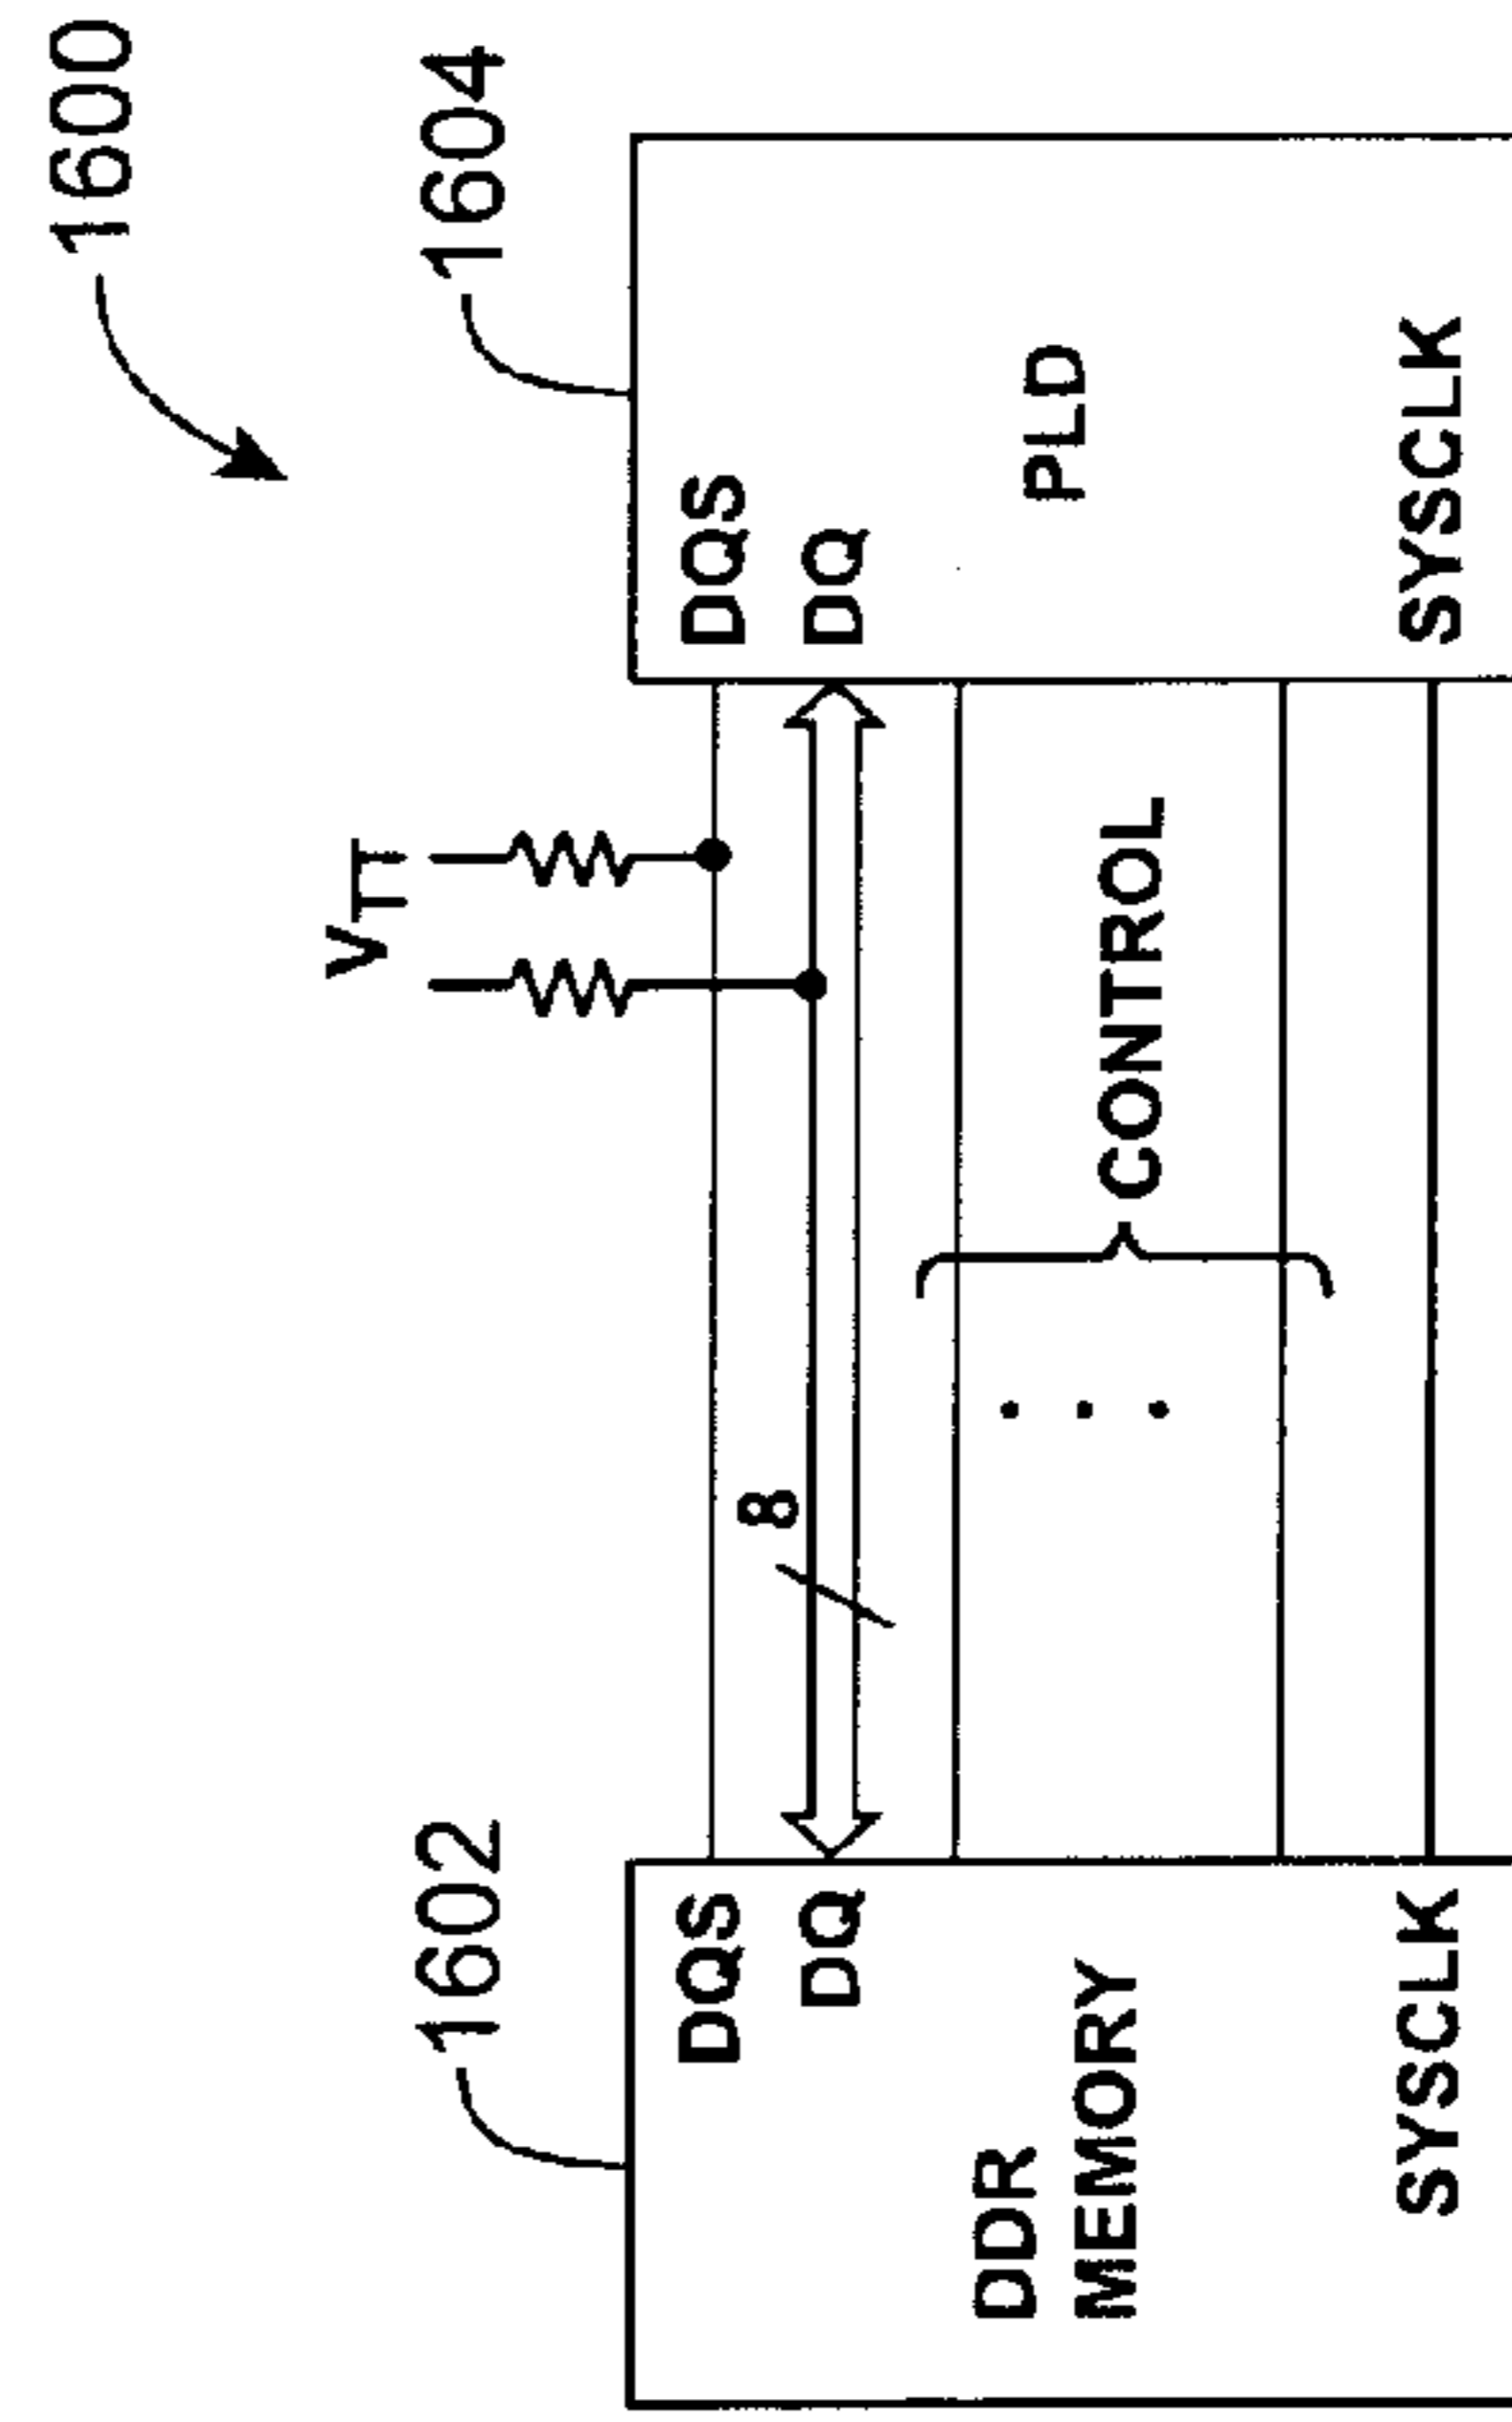 1600
1602
1604
VTT
DQS
DQS
8
DQ
DQ
DDR
MEMORY
CONTROL
PLD
SYSCLK
SYSCLK